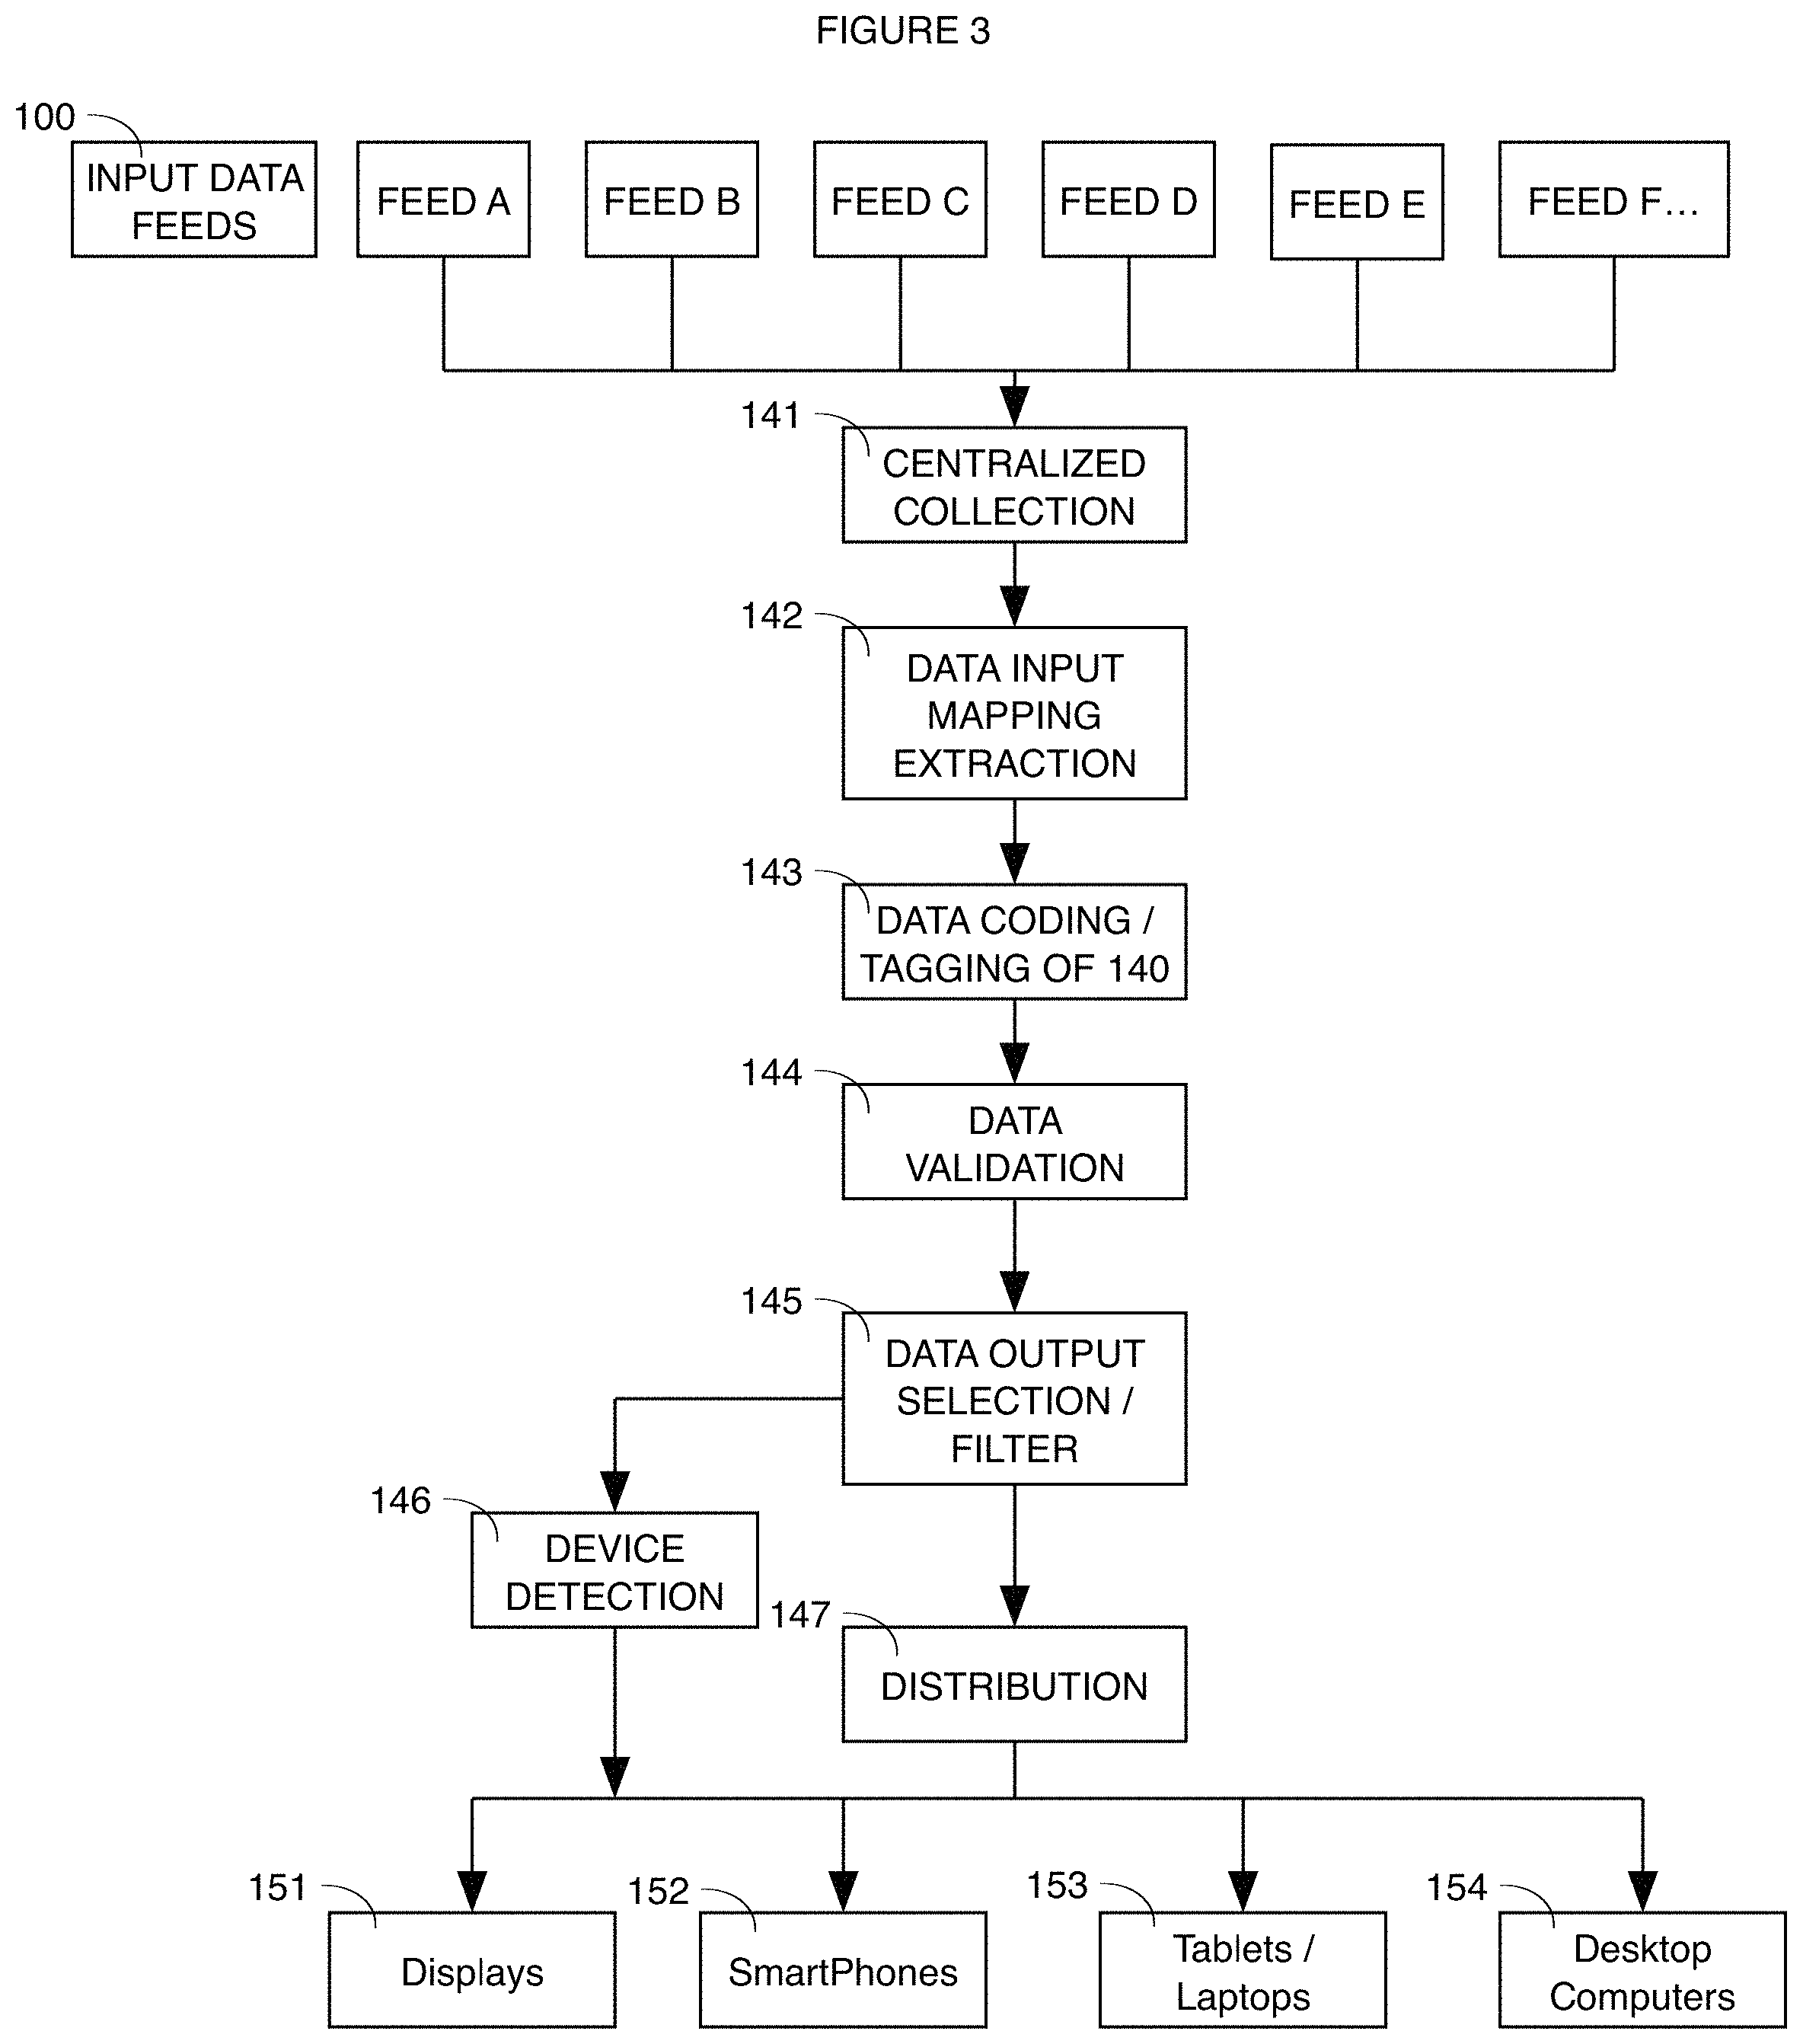 FIGURE 3
100
INPUT DATA
FEEDS
FEED A
FEED B
FEED C
FEED D
FEED E
FEED F...
141
CENTRALIZED
COLLECTION
142
DATA INPUT
MAPPING
EXTRACTION
143
DATA CODING /
TAGGING OF 140
144
DATA
VALIDATION
145
DATA OUTPUT
SELECTION /
FILTER
146
DEVICE
DETECTION
147
DISTRIBUTION
151
Displays
152
SmartPhones
153
Tablets /
Laptops
154
Desktop
Computers